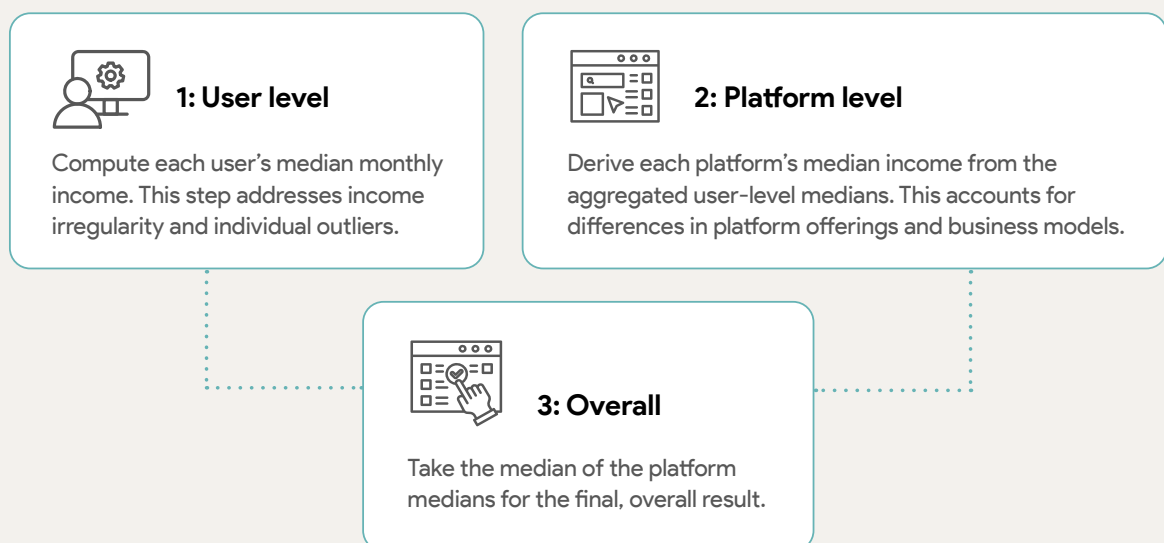 1: User level
Compute each user's median monthly
income. This step addresses income
irregularity and individual outliers.
2: Platform level
Derive each platform's median income from the
aggregated user-level medians. This accounts for
differences in platform offerings and business models.
3: Overall
Take the median of the platform
medians for the final, overall result.